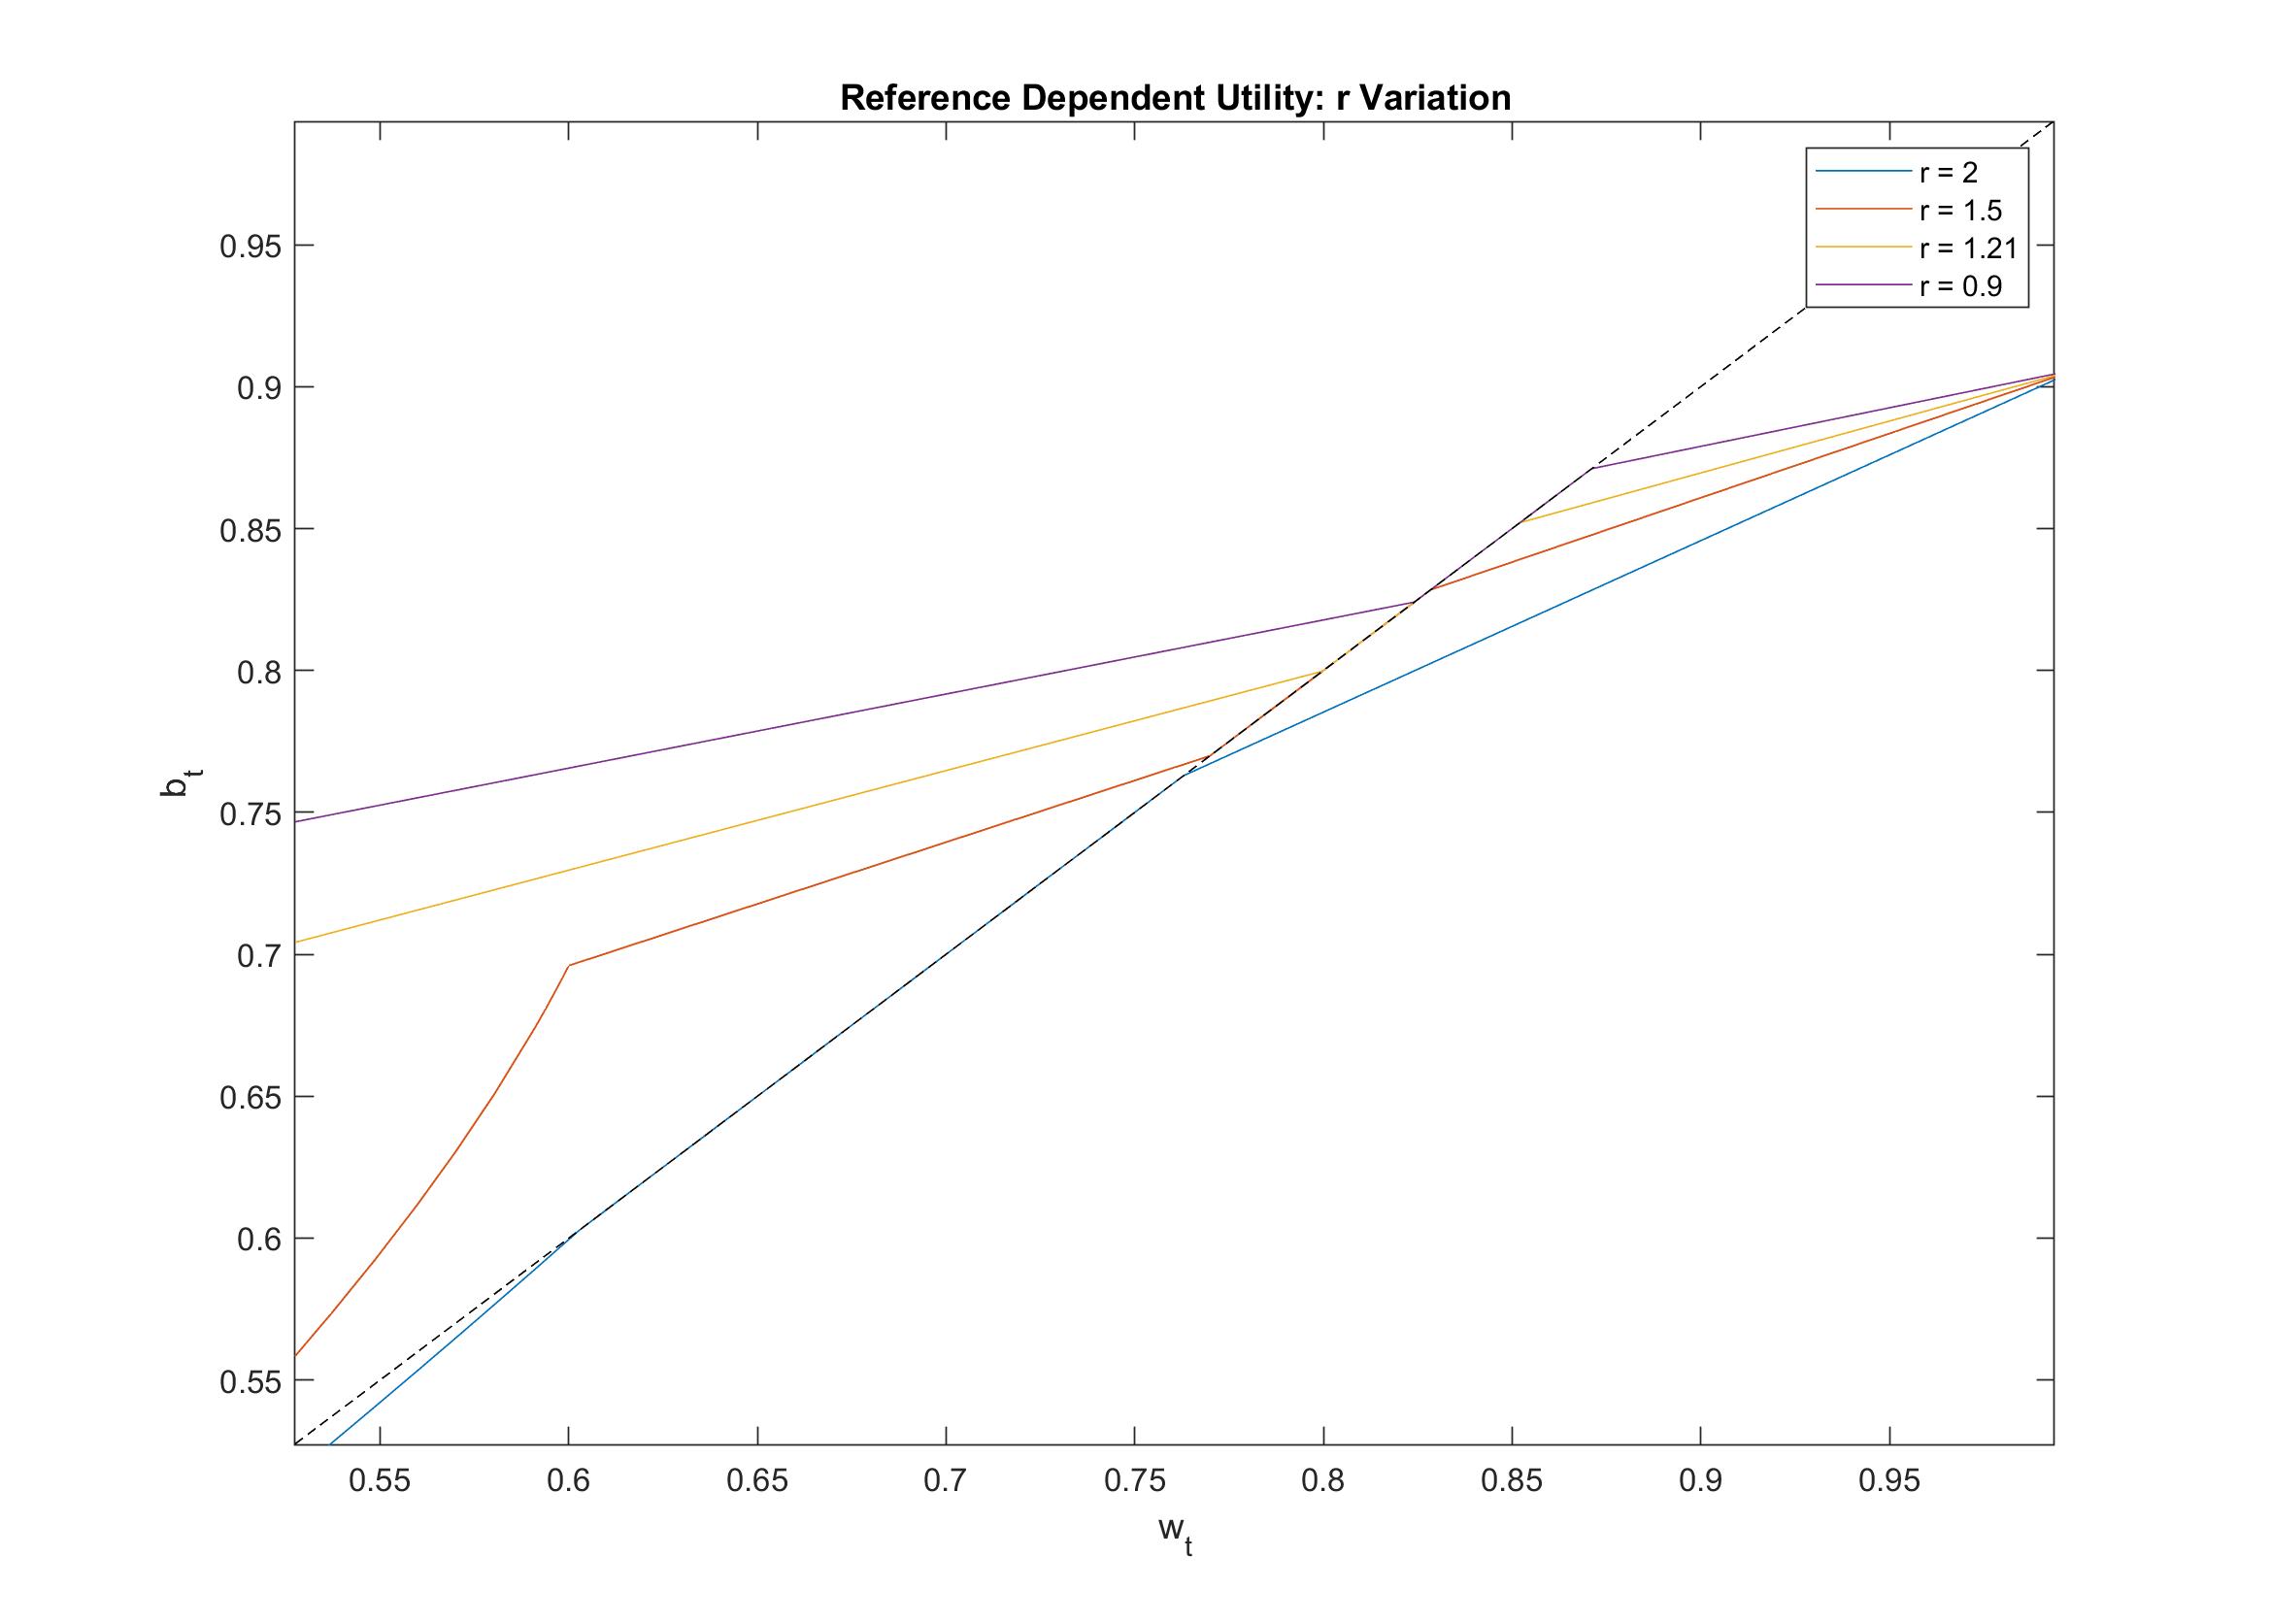 Reference Dependent Utility: r Variation
r = 2
r = 1.5
r = 1.21
r = 0.9
0.95
0.9
0.85
0.8
0.75
0.7
0.65
0.6
0.55
b_t
0.55 0.6 0.65 0.7 0.75 0.8 0.85 0.9 0.95
w_t